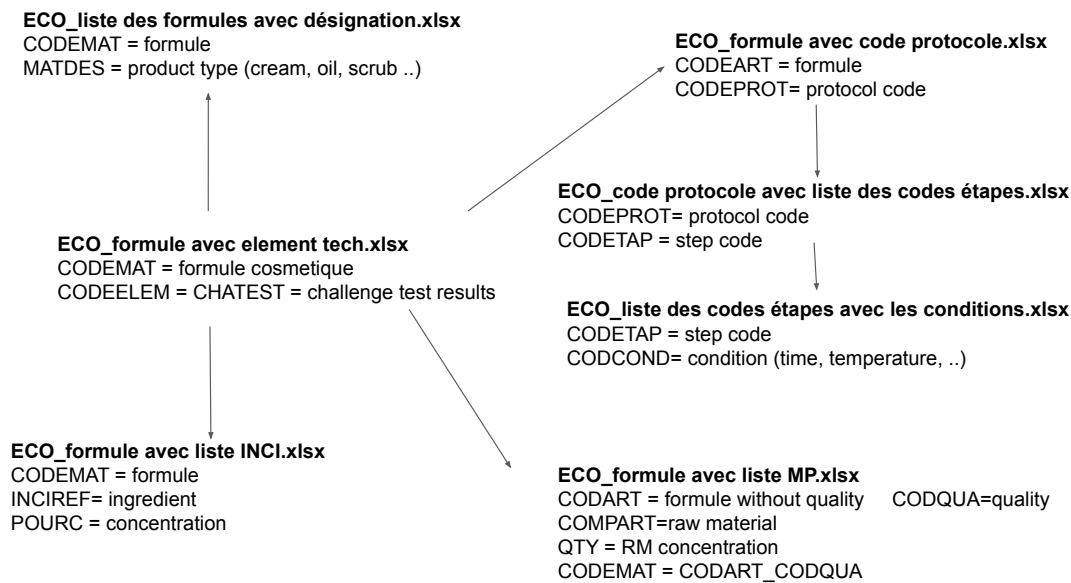 ECO_liste des formules avec désignation.xlsx
CODEMAT = formule
MATDES = product type (cream, oil, scrub ..)
ECO_formule avec code protocole.xlsx
CODEART = formule
CODEPROT= protocol code
ECO_code protocole avec liste des codes étapes.xlsx
CODEPROT= protocol code
CODETAP = step code
ECO_formule avec element tech.xlsx
CODEMAT = formule cosmetique
CODEELEM = CHATEST = challenge test results
ECO_liste des codes étapes avec les conditions.xlsx
CODETAP = step code
CODCOND= condition (time, temperature, ..)
ECO_formule avec liste INCI.xlsx
CODEMAT = formule
INCIREF= ingredient
POURC = concentration
ECO_formule avec liste MP.xlsx
CODART = formule without quality CODQUA=quality
COMPART=raw material
QTY = RM concentration
CODEMAT = CODART_CODQUA